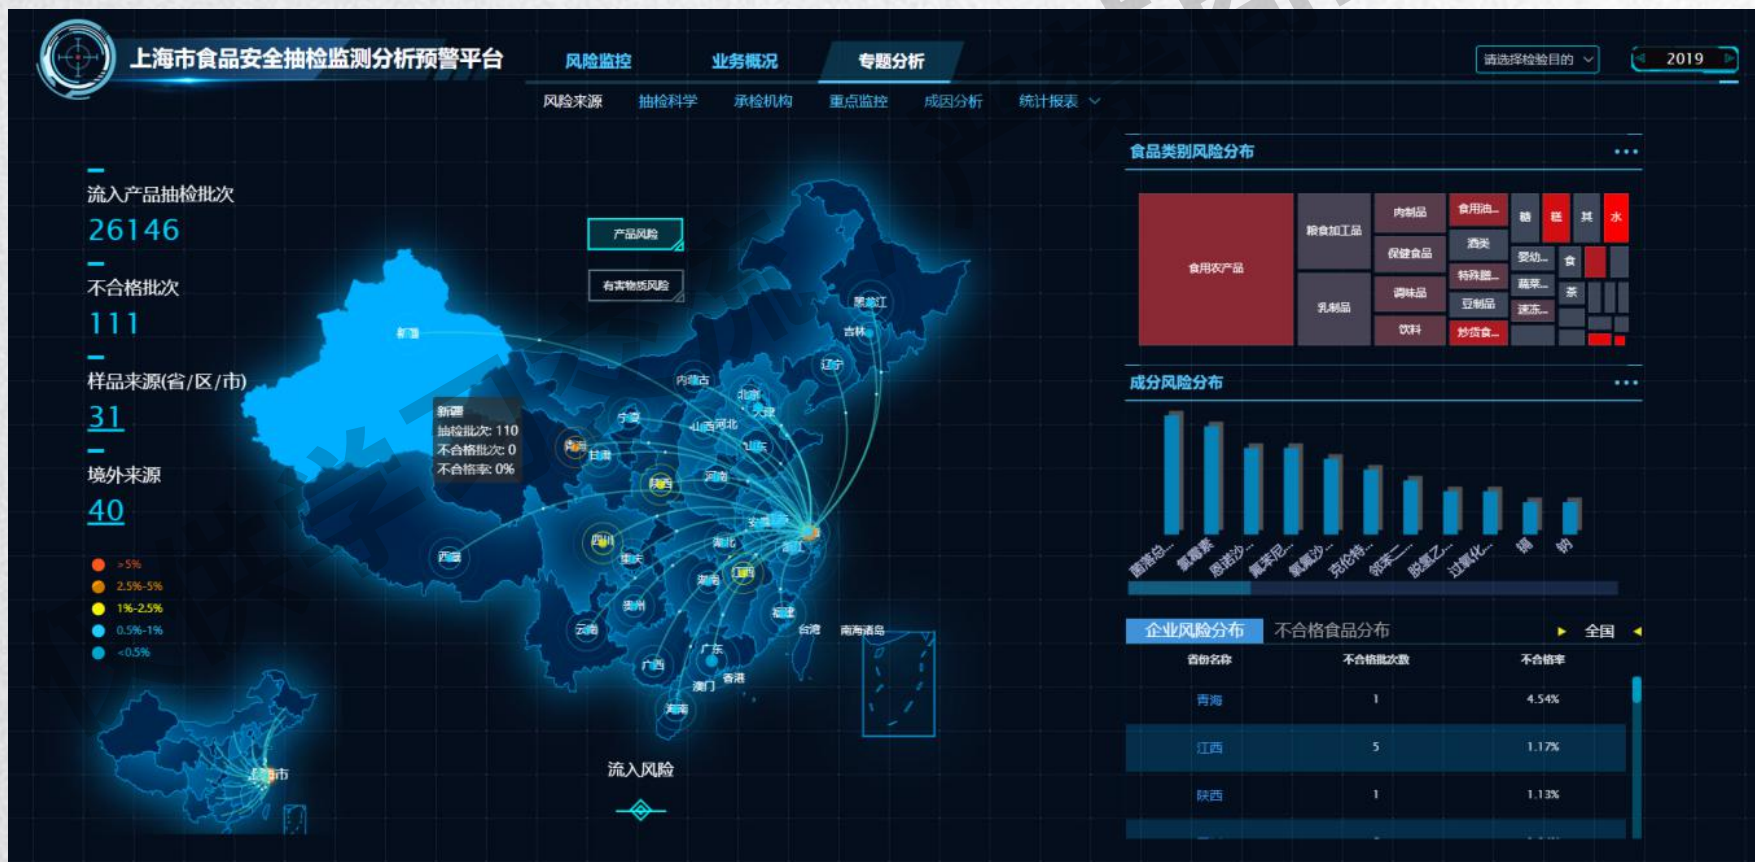 上海市食品安全抽检监测分析预警平台
风险监控
业务概况
专题分析
请选择检验目的
2019
风险来源
抽检科学
承检机构
重点监控
成因分析
统计报表
流入产品抽检批次
26146
不合格批次
111
样品来源(省/区/市)
31
境外来源
40
>5%
2.5%-5%
1%-2.5%
0.5%-1%
<0.5%
产品风险
有害物质风险
新疆
黑龙江
吉林
辽宁
内蒙古
北京
天津
宁夏
山西
河北
山东
青海
甘肃
新疆
抽检批次: 110
不合格批次: 0
不合格率: 0%
陕西
河南
安徽
四川
湖北
浙江
西藏
重庆
湖南
江西
贵州
福建
云南
台湾
南海诸岛
广东
广西
香港
澳门
海南
流入风险
食品类别风险分布
食用农产品
粮食加工品
乳制品
肉制品
保健食品
调味品
饮料
食用油...
酒类
特殊膳...
豆制品
炒货食...
糖
糕
其
水
婴幼...
食
蔬菜...
茶
速冻...
成分风险分布
菌落总...
氯霉素
恩诺沙...
氟苯尼...
氧氟沙...
克伦特...
邻苯二...
脱氢乙...
过氧化...
镉
钠
企业风险分布
不合格食品分布
全国
省份名称 不合格批次数 不合格率
青海 1 4.54%
江西 5 1.17%
陕西 1 1.13%